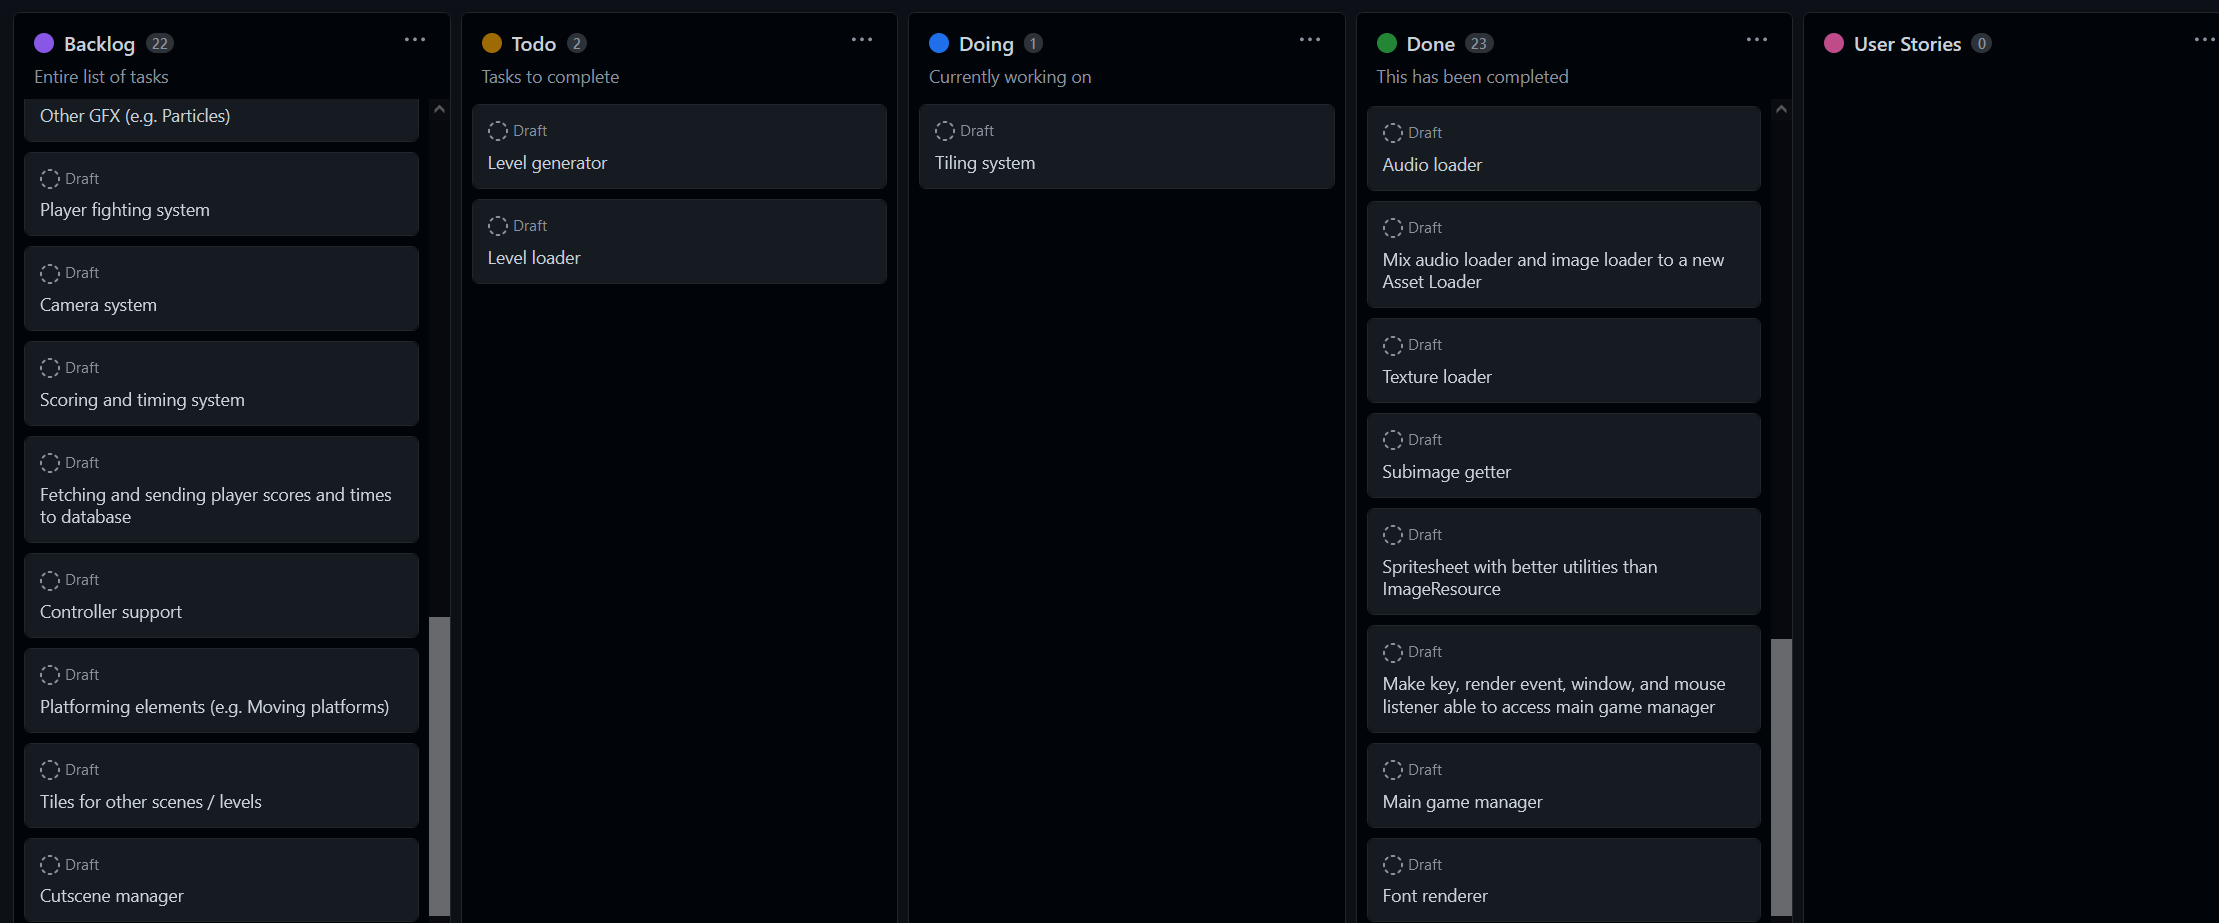 Backlog 22
Entire list of tasks
Other GFX (e.g. Particles)
Draft
Player fighting system
Draft
Camera system
Draft
Scoring and timing system
Draft
Fetching and sending player scores and times
to database
Draft
Controller support
Draft
Platforming elements (e.g. Moving platforms)
Draft
Tiles for other scenes / levels
Draft
Cutscene manager
Todo 2
Tasks to complete
Draft
Level generator
Draft
Level loader
Doing 1
Currently working on
Draft
Tiling system
Done 23
This has been completed
Draft
Audio loader
Draft
Mix audio loader and image loader to a new
Asset Loader
Draft
Texture loader
Draft
Subimage getter
Draft
Spritesheet with better utilities than
ImageResource
Draft
Make key, render event, window, and mouse
listener able to access main game manager
Draft
Main game manager
Draft
Font renderer
User Stories 0